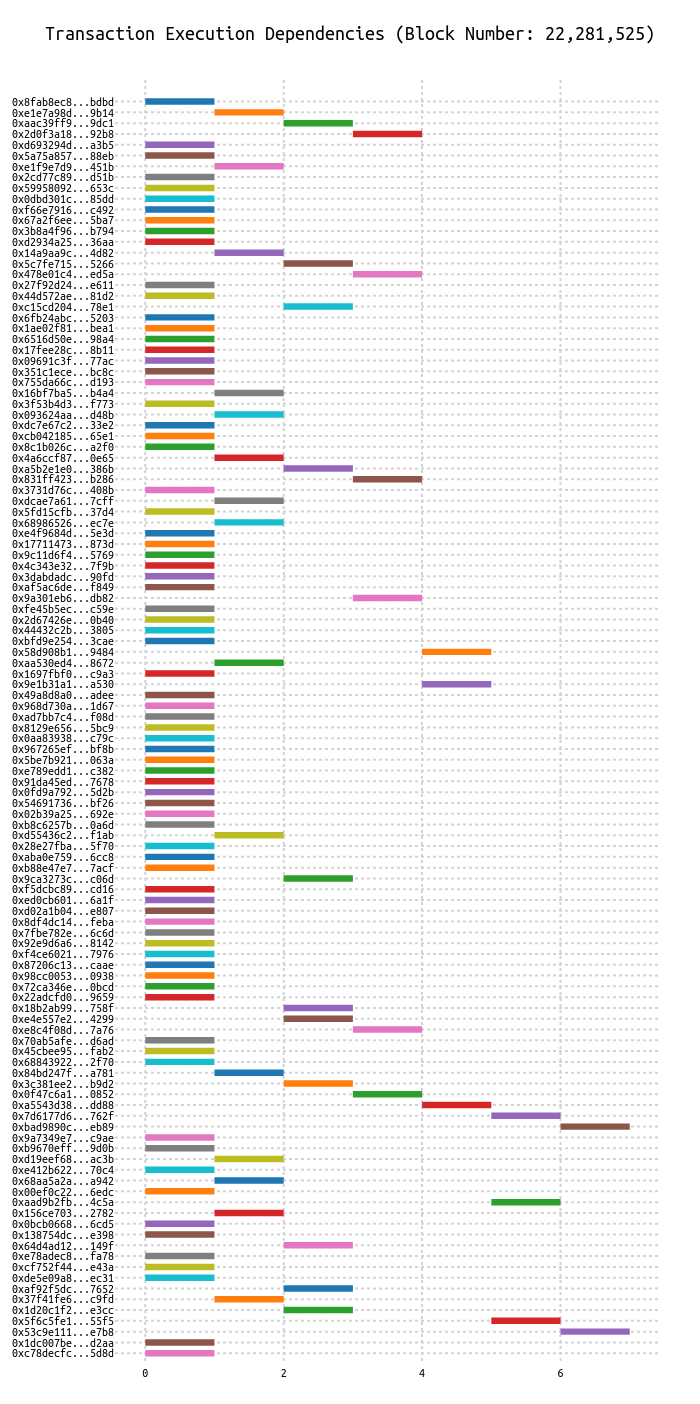 Transaction Execution Dependencies (Block Number: 22,281,525)
0x8fab8ec8...bdbd
0xe1e7a98d...9b14
0xaac39ff9...9dc1
0x2d0f3a18...92b8
0xd693294d...a3b5
0x5a75a857...88eb
0xe1f9e7d9...451b
0x2cd77c89...d51b
0x59958092...653c
0x0dbd301c...85dd
0xf66e7916...c492
0x67a2f6ee...5ba7
0x3b8a4f96...b794
0xd2934a25...36aa
0x14a9aa9c...4d82
0x5c7fe715...5266
0x478e01c4...ed5a
0x27f92d24...e611
0x44d572ae...81d2
0xc15cd204...78e1
0x6fb24abc...5203
0x1ae02f81...bea1
0x6516d50e...98a4
0x17fee28c...8b11
0x09691c3f...77ac
0x351c1ece...bc8c
0x755da66c...d193
0x16bf7ba5...b4a4
0x3f53b4d3...f773
0x093624aa...d48b
0xdc7e67c2...33e2
0xcb042185...65e1
0x8c1b026c...a2f0
0x4a6ccf87...0e65
0xa5b2e1e0...386b
0x831ff423...b286
0x3731d76c...408b
0xdcae7a61...7cff
0x5fd15cfb...37d4
0x68986526...ec7e
0xe4f9684d...5e3d
0x17711473...873d
0x9c11d6f4...5769
0x4c343e32...7f9b
0x3dabdadc...90fd
0xaf5ac6de...f849
0x9a301eb6...db82
0xfe45b5ec...c59e
0x2d67426e...0b40
0x44432c2b...3805
0xbfd9e254...3cae
0x58d908b1...9484
0xaa530ed4...8672
0x1697fbf0...c9a3
0x9e1b31a1...a530
0x49a8d8a0...adee
0x968d730a...1d67
0xad7bb7c4...f08d
0x8129e656...5bc9
0x0aa83938...c79c
0x967265ef...bf8b
0x5be7b921...063a
0xe789edd1...c382
0x91da45ed...7678
0x0fd9a792...5d2b
0x54691736...bf26
0x02b39a25...692e
0xb8c6257b...0a6d
0xd55436c2...f1ab
0x28e27fba...5f70
0xaba0e759...6cc8
0xb88e47e7...7acf
0x9ca3273c...c06d
0xf5dcbc89...cd16
0xed0cb601...6a1f
0xd02a1b04...e807
0x8df4dc14...feba
0x7fbe782e...6c6d
0x92e9d6a6...8142
0xf4ce6021...7976
0x87206c13...caae
0x98cc0053...0938
0x72ca346e...0bcd
0x22adcfd0...9659
0x18b2ab99...758f
0xe4e557e2...4299
0xe8c4f08d...7a76
0x70ab5afe...d6ad
0x45cbee95...fab2
0x68843922...2f70
0x84bd247f...a781
0x3c381ee2...b9d2
0x0f47c6a1...0852
0xa5543d38...dd88
0x7d6177d6...762f
0xbad9890c...eb89
0x9a7349e7...c9ae
0xb9670eff...9d0b
0xd19eef68...ac3b
0xe412b622...70c4
0x68aa5a2a...a942
0x00ef0c22...6edc
0xaad9b2fb...4c5a
0x156ce703...2782
0x0bcb0668...6cd5
0x138754dc...e398
0x64d4ad12...149f
0xe78adec8...fa78
0xcf752f44...e43a
0xde5e09a8...ec31
0xaf92f5dc...7652
0x37f41fe6...c9fd
0x1d20c1f2...e3cc
0x5f6c5fe1...55f5
0x53c9e111...e7b8
0x1dc007be...d2aa
0xc78decfc...5d8d
0 2 4 6